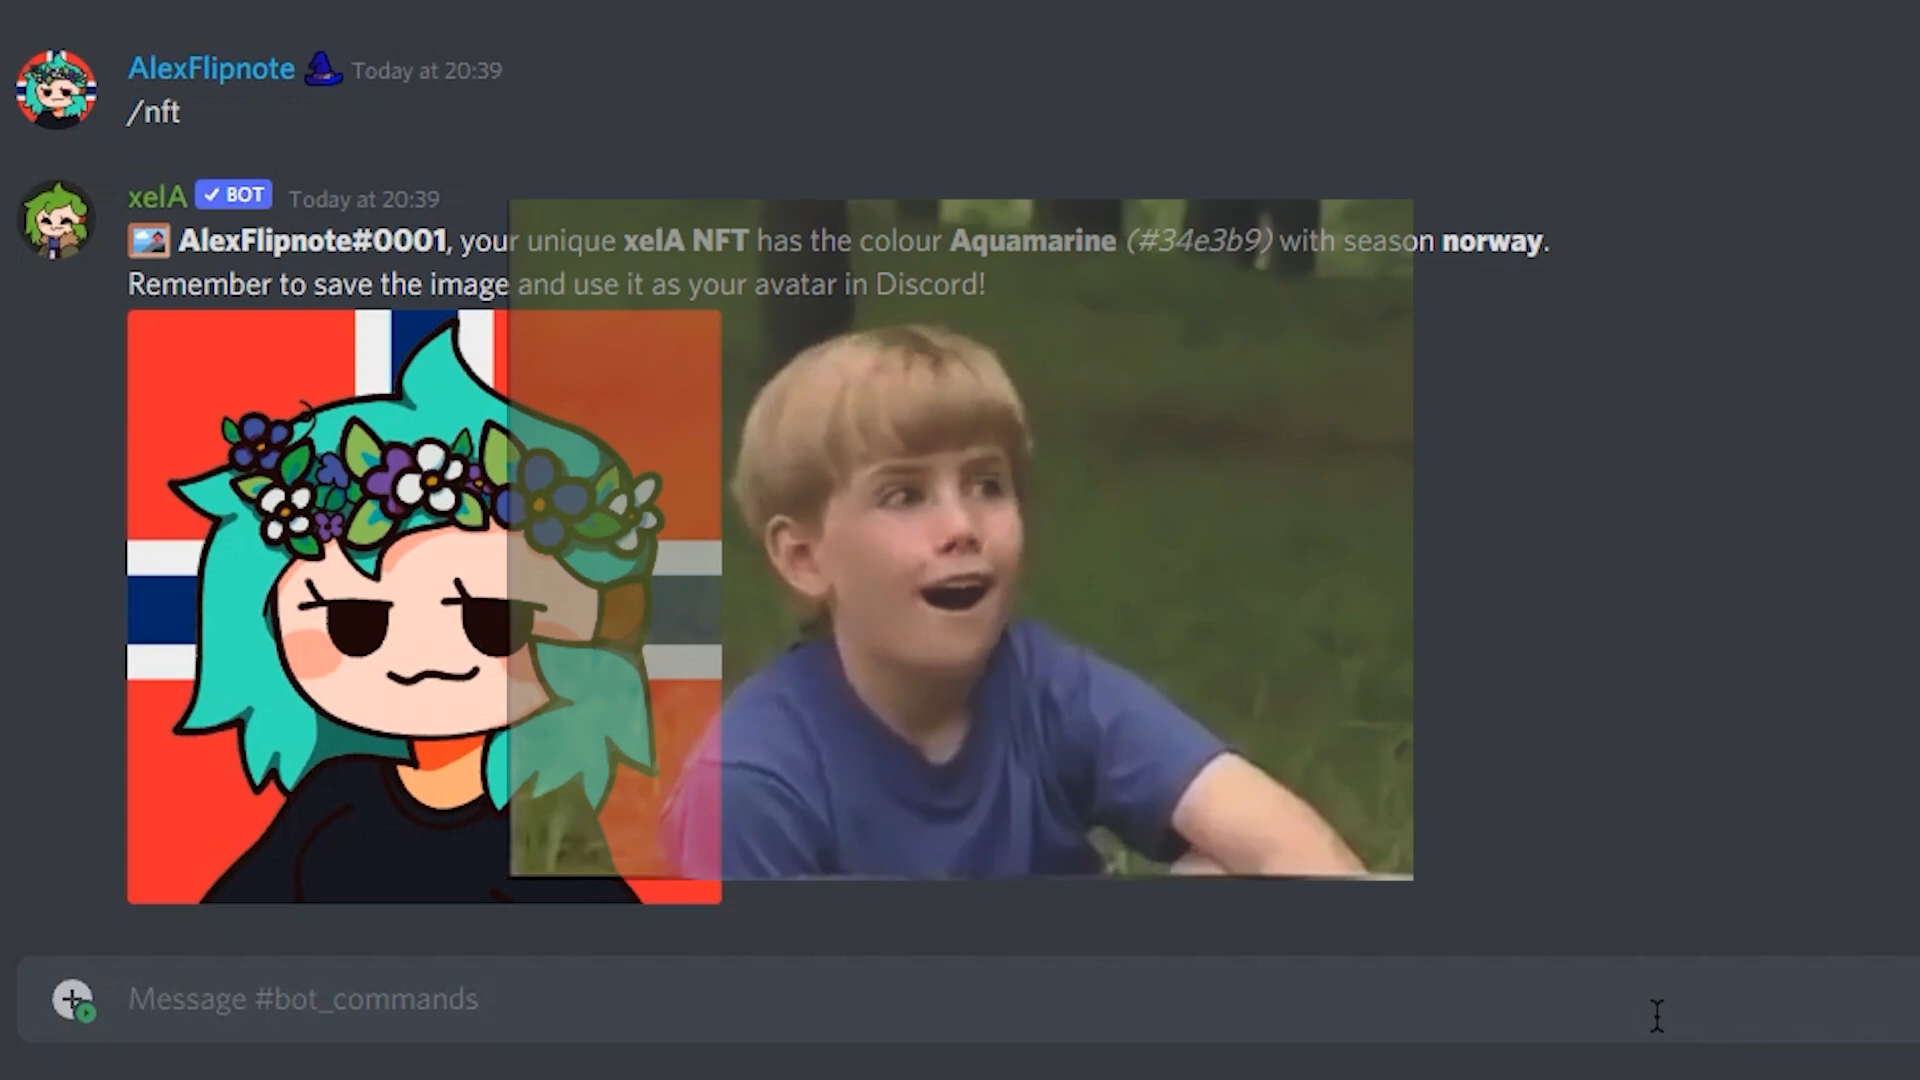 AlexFlipnote Today at 20:39
/nft
xelA ✓ BOT Today at 20:39
AlexFlipnote#0001, your unique xelA NFT has the colour Aquamarine (#34e3b9) with season norway.
Remember to save the image and use it as your avatar in Discord!
Message #bot_commands